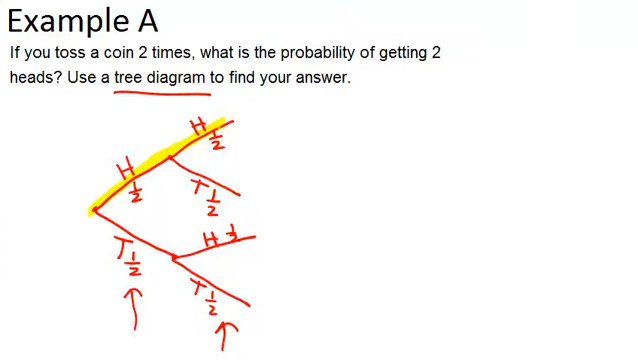 Example A
If you toss a coin 2 times, what is the probability of getting 2
heads? Use a tree diagram to find your answer.
H 1/2
H 1/2
T 1/2
H 1/2
T 1/2
T 1/2